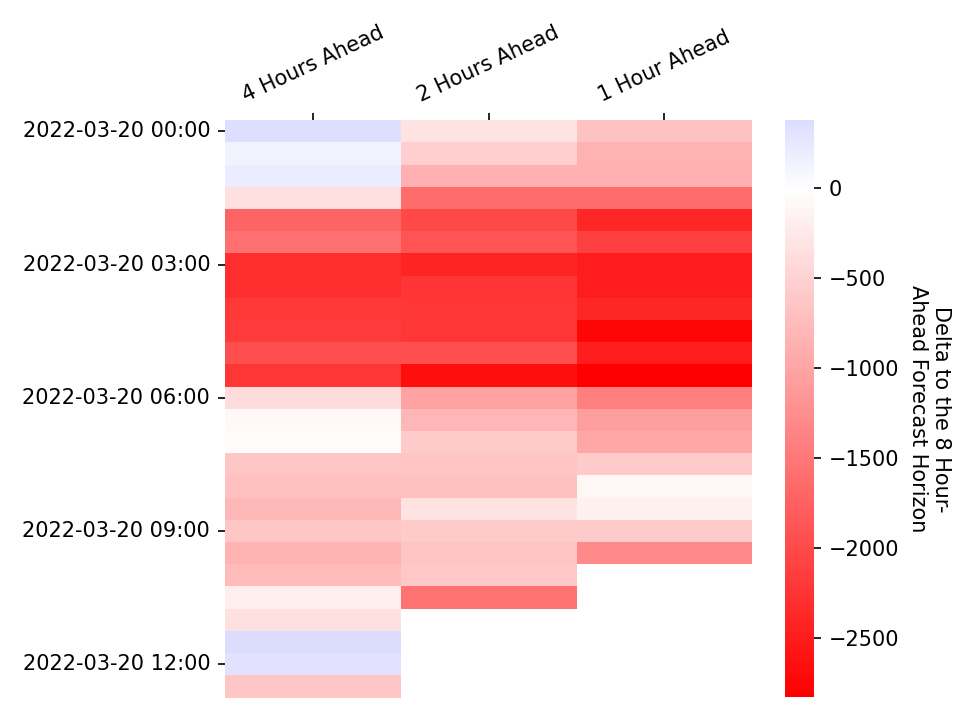 4 Hours Ahead
2 Hours Ahead
1 Hour Ahead
2022-03-20 00:00
2022-03-20 03:00
2022-03-20 06:00
2022-03-20 09:00
2022-03-20 12:00
0
−500
−1000
−1500
−2000
−2500
Delta to the 8 Hour-
Ahead Forecast Horizon